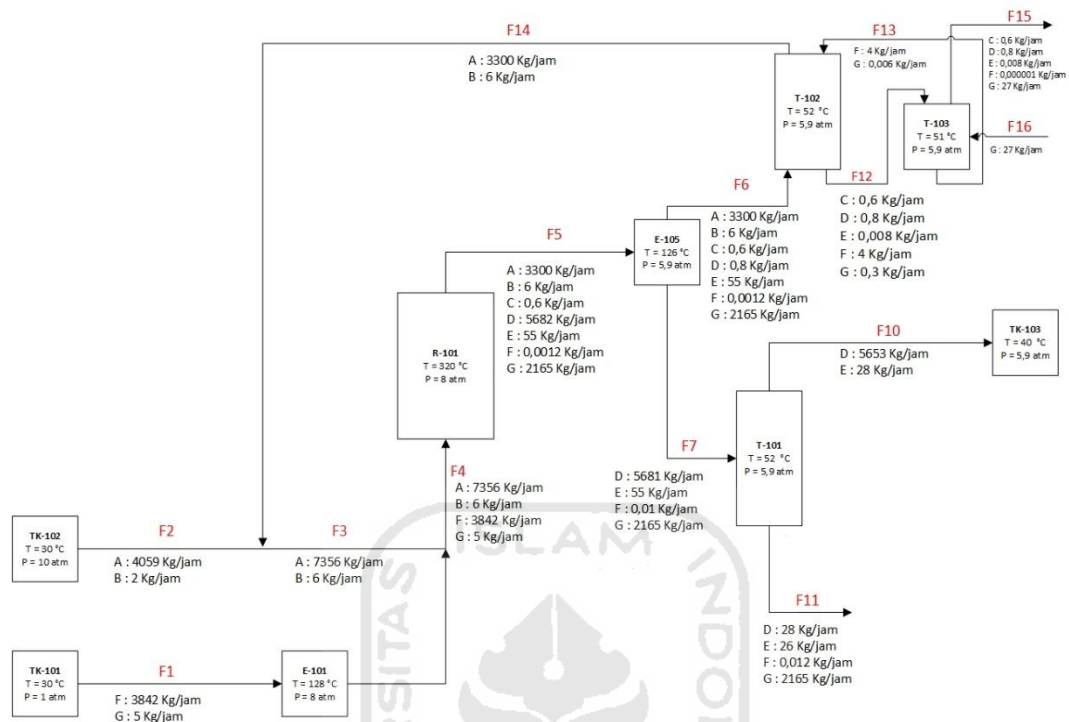 F14
A : 3300 Kg/jam
B : 6 Kg/jam
F13
F : 4 Kg/jam
G : 0,006 Kg/jam
F15
C : 0,6 Kg/jam
D : 0,8 Kg/jam
E : 0,008 Kg/jam
F : 0,000001 Kg/jam
G : 27 Kg/jam
T-102
T = 52 °C
P = 5,9 atm
T-103
T = 51 °C
P = 5,9 atm
F16
G : 27 Kg/jam
F12
C : 0,6 Kg/jam
D : 0,8 Kg/jam
E : 0,008 Kg/jam
F : 4 Kg/jam
G : 0,3 Kg/jam
F6
A : 3300 Kg/jam
B : 6 Kg/jam
C : 0,6 Kg/jam
D : 0,8 Kg/jam
E : 55 Kg/jam
F : 0,0012 Kg/jam
G : 2165 Kg/jam
F5
A : 3300 Kg/jam
B : 6 Kg/jam
C : 0,6 Kg/jam
D : 5682 Kg/jam
E : 55 Kg/jam
F : 0,0012 Kg/jam
G : 2165 Kg/jam
E-105
T = 126 °C
P = 5,9 atm
R-101
T = 320 °C
P = 8 atm
F10
D : 5653 Kg/jam
E : 28 Kg/jam
TK-103
T = 40 °C
P = 5,9 atm
F7
D : 5681 Kg/jam
E : 55 Kg/jam
F : 0,01 Kg/jam
G : 2165 Kg/jam
T-101
T = 52 °C
P = 5,9 atm
F4
A : 7356 Kg/jam
B : 6 Kg/jam
F : 3842 Kg/jam
G : 5 Kg/jam
TK-102
T = 30 °C
P = 10 atm
F2
A : 4059 Kg/jam
B : 2 Kg/jam
F3
A : 7356 Kg/jam
B : 6 Kg/jam
F11
D : 28 Kg/jam
E : 26 Kg/jam
F : 0,012 Kg/jam
G : 2165 Kg/jam
TK-101
T = 30 °C
P = 1 atm
F1
F : 3842 Kg/jam
G : 5 Kg/jam
E-101
T = 128 °C
P = 8 atm
ISLAM